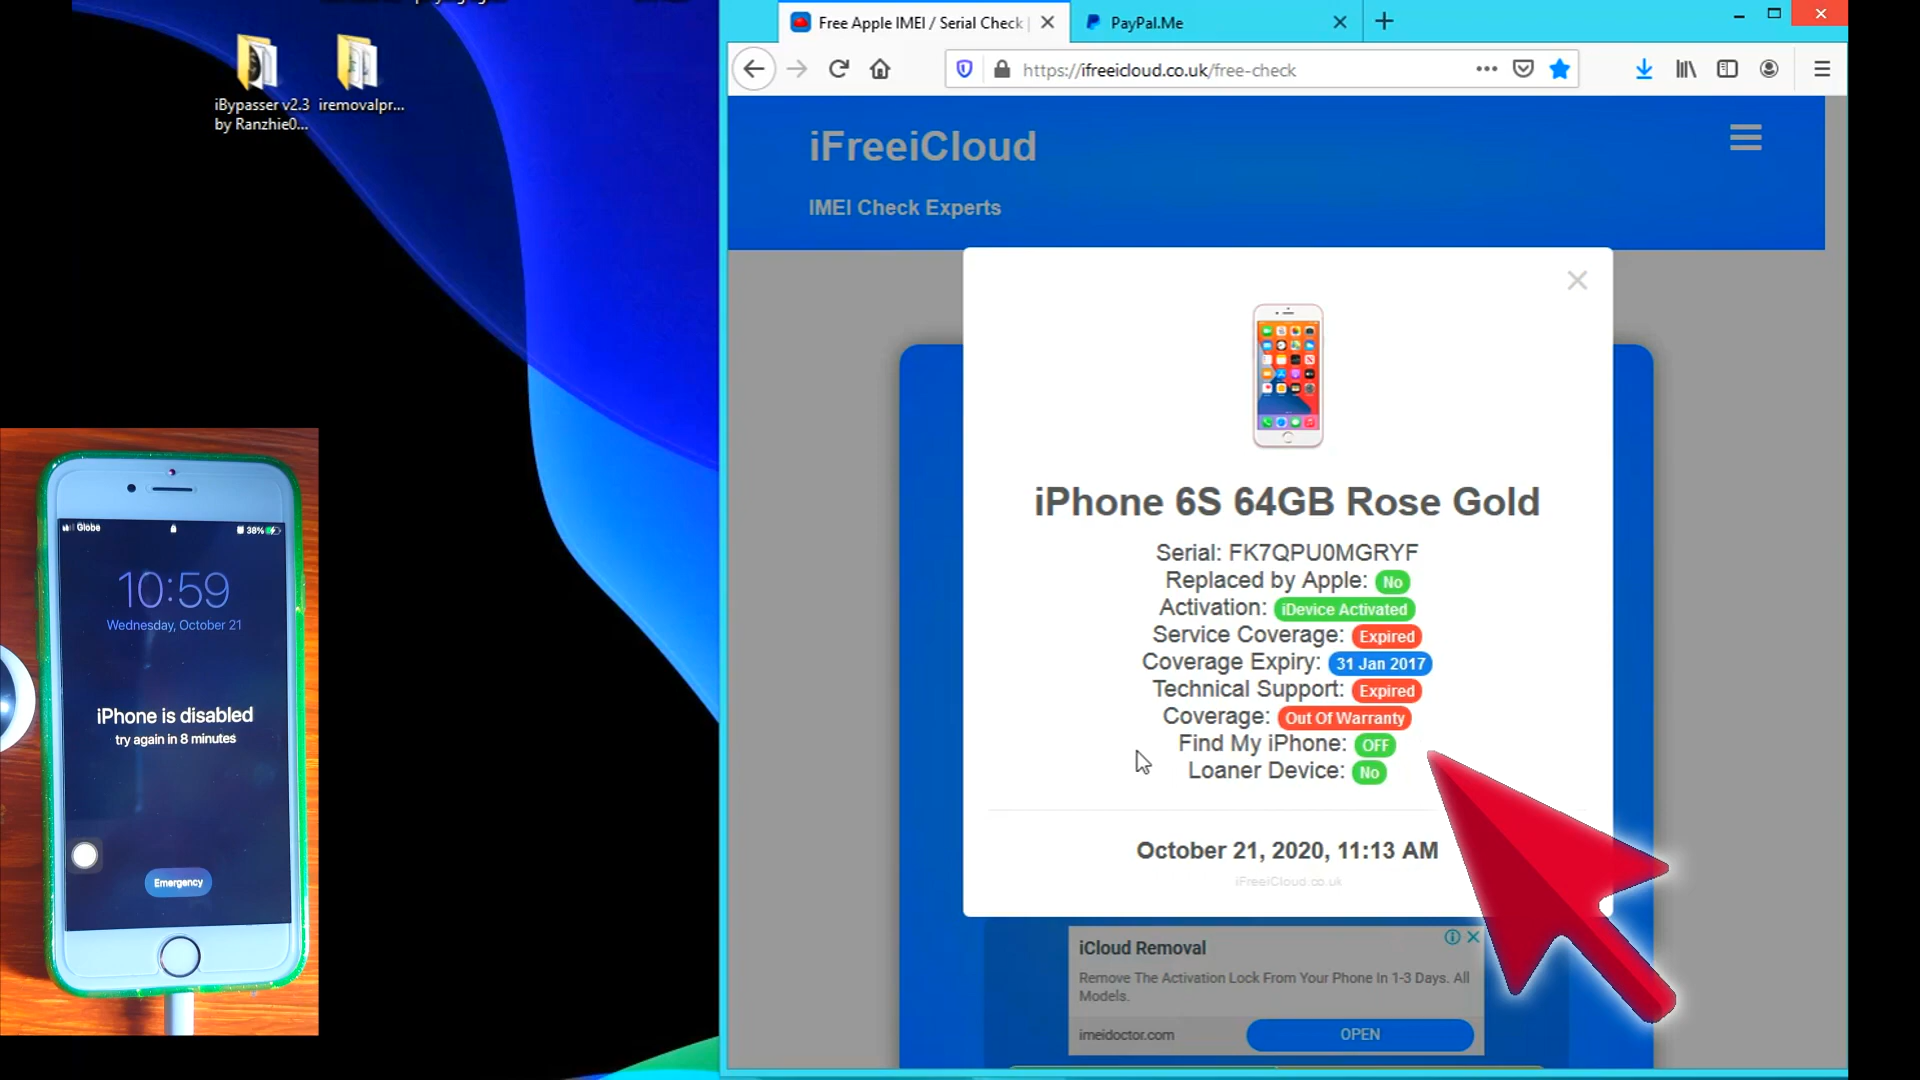 iBypasser v2.3
by Ranzhie0...
iremovalpr...
Globe
38%
10:59
Wednesday, October 21
iPhone is disabled
try again in 8 minutes
Emergency
Free Apple IMEI / Serial Check |
PayPal.Me
https://ifreeicloud.co.uk/free-check
iFreeiCloud
IMEI Check Experts
iPhone 6S 64GB Rose Gold
Serial: FK7QPU0MGRYF
Replaced by Apple: No
Activation: iDevice Activated
Service Coverage: Expired
Coverage Expiry: 31 Jan 2017
Technical Support: Expired
Coverage: Out Of Warranty
Find My iPhone: OFF
Loaner Device: No
October 21, 2020, 11:13 AM
iFreeiCloud.co.uk
iCloud Removal
Remove The Activation Lock From Your Phone In 1-3 Days. All
Models.
imeidoctor.com
OPEN